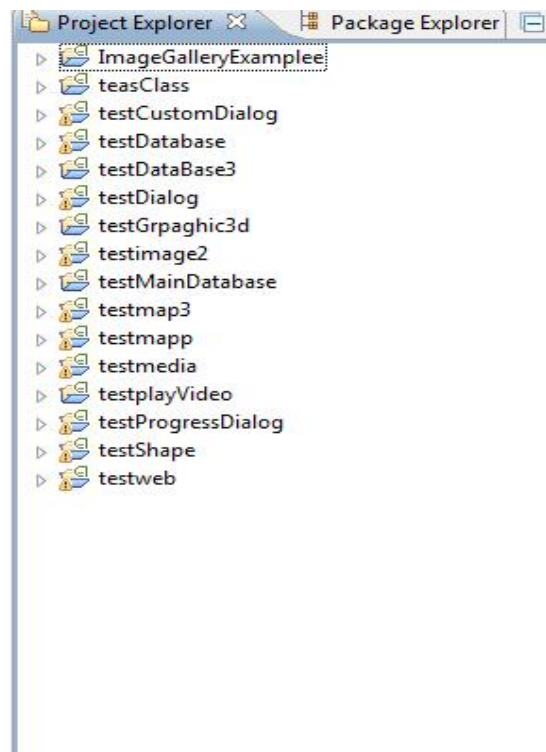 Project Explorer Package Explorer
ImageGalleryExamplee
teasClass
testCustomDialog
testDatabase
testDataBase3
testDialog
testGrpaghic3d
testimage2
testMainDatabase
testmap3
testmapp
testmedia
testplayVideo
testProgressDialog
testShape
testweb